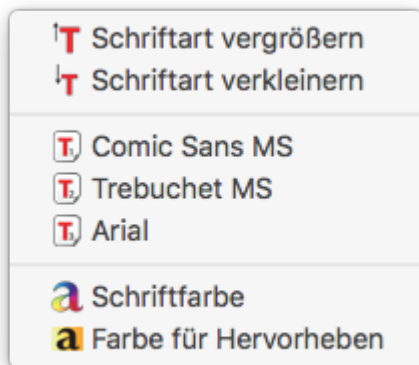 Schriftart vergrößern
Schriftart verkleinern
Comic Sans MS
Trebuchet MS
Arial
Schriftfarbe
Farbe für Hervorheben